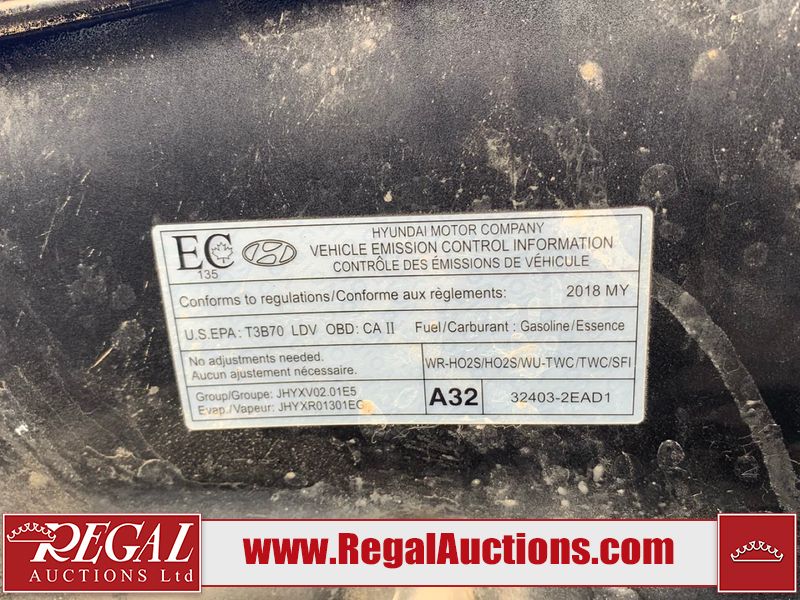 EC
135
HYUNDAI MOTOR COMPANY
VEHICLE EMISSION CONTROL INFORMATION
CONTRÔLE DES ÉMISSIONS DE VÉHICULE
Conforms to regulations/Conforme aux règlements: 2018 MY
U.S.EPA: T3B70 LDV OBD: CA II Fuel/Carburant : Gasoline/Essence
No adjustments needed.
Aucun ajustement nécessaire.
WR-HO2S/HO2S/WU-TWC/TWC/SFI
Group/Groupe: JHYXV02.01E5
Evap./Vapeur: JHYXR01301EG
A32
32403-2EAD1
REGAL
AUCTIONS Ltd
www.RegalAuctions.com